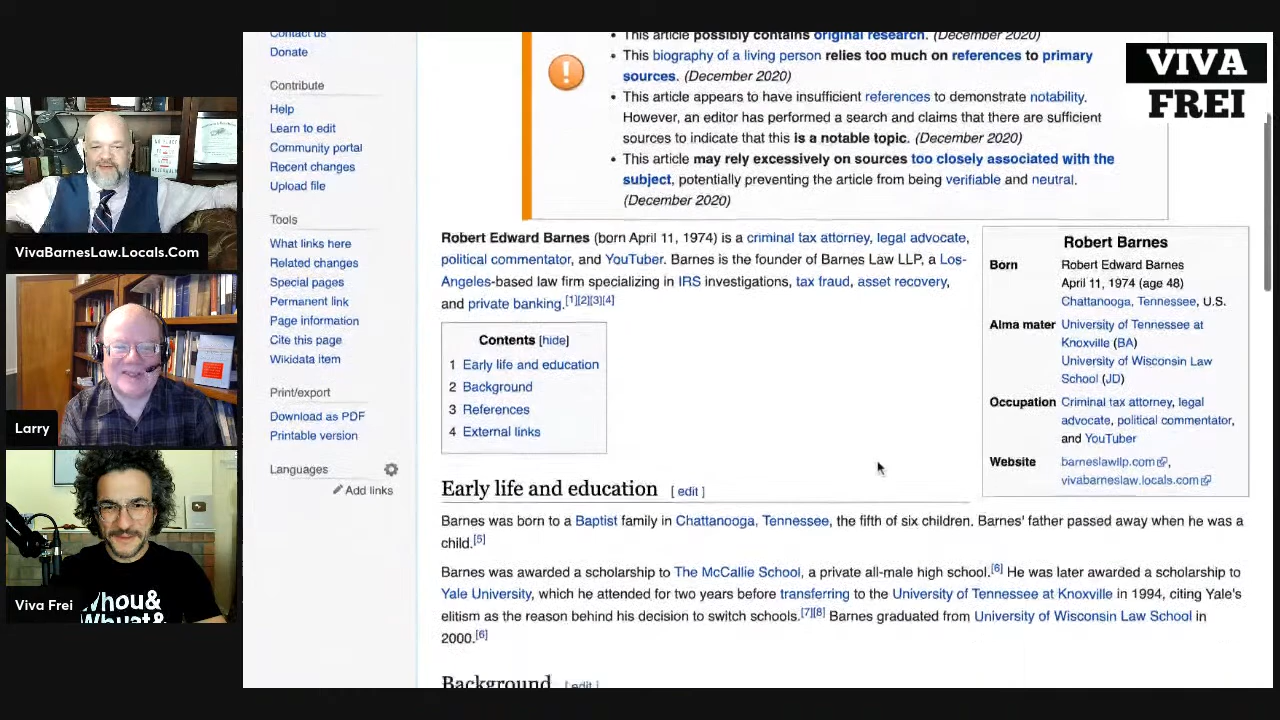 Contact us
Donate
Contribute
Help
Learn to edit
Community portal
Recent changes
Upload file
Tools
What links here
Related changes
Special pages
Permanent link
Page information
Cite this page
Wikidata item
Print/export
Download as PDF
Printable version
Languages
Add links
• This article possibly contains original research. (December 2020)
• This biography of a living person relies too much on references to primary
sources. (December 2020)
• This article appears to have insufficient references to demonstrate notability.
However, an editor has performed a search and claims that there are sufficient
sources to indicate that this is a notable topic. (December 2020)
• This article may rely excessively on sources too closely associated with the
subject, potentially preventing the article from being verifiable and neutral.
(December 2020)
Robert Edward Barnes (born April 11, 1974) is a criminal tax attorney, legal advocate,
political commentator, and YouTuber. Barnes is the founder of Barnes Law LLP, a Los-
Angeles-based law firm specializing in IRS investigations, tax fraud, asset recovery,
and private banking.[1][2][3][4]
Contents [hide]
1 Early life and education
2 Background
3 References
4 External links
Robert Barnes
Born Robert Edward Barnes
April 11, 1974 (age 48)
Chattanooga, Tennessee, U.S.
Alma mater University of Tennessee at
Knoxville (BA)
University of Wisconsin Law
School (JD)
Occupation Criminal tax attorney, legal
advocate, political commentator,
and YouTuber
Website barneslawllp.com,
vivabarneslaw.locals.com
Early life and education [ edit ]
Barnes was born to a Baptist family in Chattanooga, Tennessee, the fifth of six children. Barnes' father passed away when he was a
child.[5]
Barnes was awarded a scholarship to The McCallie School, a private all-male high school.[6] He was later awarded a scholarship to
Yale University, which he attended for two years before transferring to the University of Tennessee at Knoxville in 1994, citing Yale's
elitism as the reason behind his decision to switch schools.[7][8] Barnes graduated from University of Wisconsin Law School in
2000.[6]
Background [ edit ]
VIVA
FREI
VivaBarnesLaw.Locals.Com
Larry
Viva Frei
Whou&